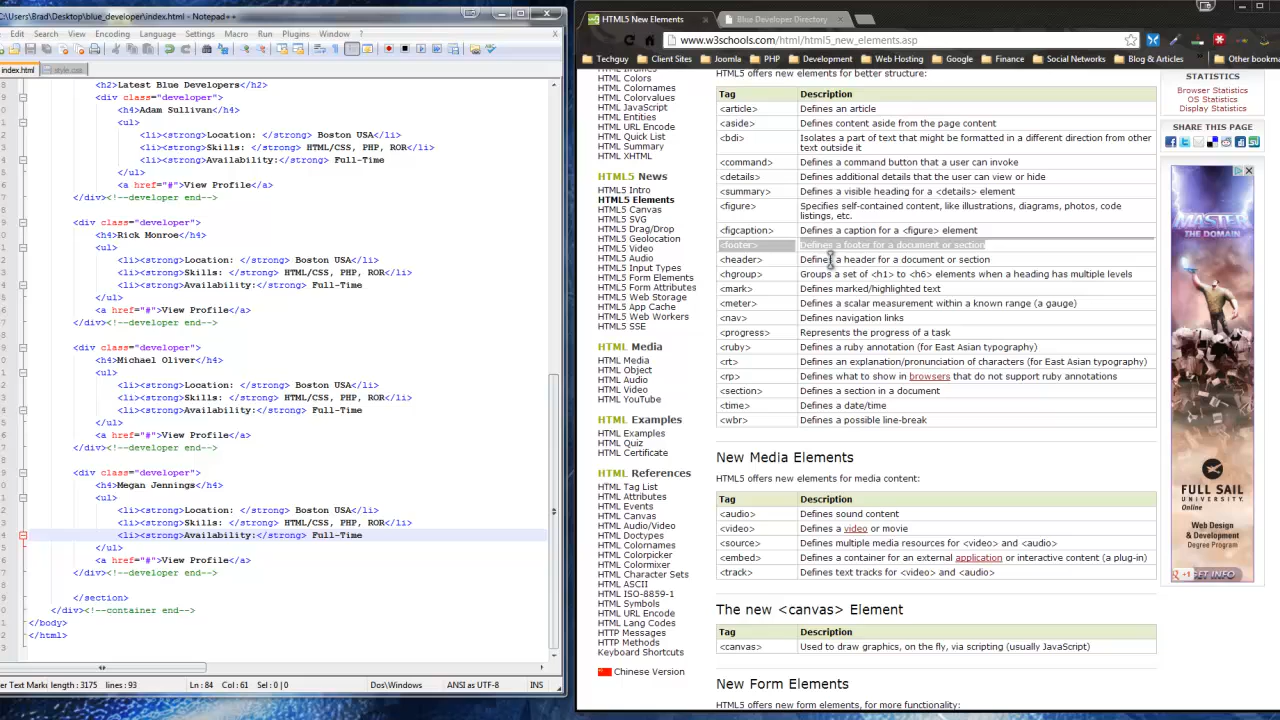 C:\Users\Brad\Desktop\blue_developer\index.html - Notepad++
Search View Encoding Language Settings Macro Run Plugins Window ?
index.html style.css
<h2>Latest Blue Developers</h2>
<div class="developer">
<h4>Adam Sullivan</h4>
<ul>
<li><strong>Location: </strong> Boston USA</li>
<li><strong>Skills: </strong> HTML/CSS, PHP, ROR</li>
<li><strong>Availability:</strong> Full-Time
</ul>
<a href="#">View Profile</a>
</div><!--developer end-->
<div class="developer">
<h4>Rick Monroe</h4>
<ul>
<li><strong>Location: </strong> Boston USA</li>
<li><strong>Skills: </strong> HTML/CSS, PHP, ROR</li>
<li><strong>Availability:</strong> Full-Time
</ul>
<a href="#">View Profile</a>
</div><!--developer end-->
<div class="developer">
<h4>Michael Oliver</h4>
<ul>
<li><strong>Location: </strong> Boston USA</li>
<li><strong>Skills: </strong> HTML/CSS, PHP, ROR</li>
<li><strong>Availability:</strong> Full-Time
</ul>
<a href="#">View Profile</a>
</div><!--developer end-->
<div class="developer">
<h4>Megan Jennings</h4>
<ul>
<li><strong>Location: </strong> Boston USA</li>
<li><strong>Skills: </strong> HTML/CSS, PHP, ROR</li>
<li><strong>Availability:</strong> Full-Time
</ul>
<a href="#">View Profile</a>
</div><!--developer end-->
</section>
</div><!--container end-->
</body>
</html>
er Text Mark length : 3175 lines : 93 Ln : 84 Col : 61 Sel : 0 | 0 Dos\Windows ANSI as UTF-8 INS
HTML5 New Elements Blue Developer Directory
www.w3schools.com/html/html5_new_elements.asp
Techguy Client Sites Joomla PHP Development Web Hosting Google Finance Social Networks Blog & Articles Other bookma
HTML Iframes
HTML Colors
HTML Colornames
HTML Colorvalues
HTML JavaScript
HTML Entities
HTML URL Encode
HTML Quick List
HTML Summary
HTML XHTML
HTML5 News
HTML5 Intro
HTML5 Elements
HTML5 Canvas
HTML5 SVG
HTML5 Drag/Drop
HTML5 Geolocation
HTML5 Video
HTML5 Audio
HTML5 Input Types
HTML5 Form Elements
HTML5 Form Attributes
HTML5 Web Storage
HTML5 App Cache
HTML5 Web Workers
HTML5 SSE
HTML Media
HTML Media
HTML Object
HTML Audio
HTML Video
HTML YouTube
HTML Examples
HTML Examples
HTML Quiz
HTML Certificate
HTML References
HTML Tag List
HTML Attributes
HTML Events
HTML Canvas
HTML Audio/Video
HTML Doctypes
HTML Colornames
HTML Colorpicker
HTML Colormixer
HTML Character Sets
HTML ASCII
HTML ISO-8859-1
HTML Symbols
HTML URL Encode
HTML Lang Codes
HTTP Messages
HTTP Methods
Keyboard Shortcuts
Chinese Version
HTML5 offers new elements for better structure:
Tag Description
<article> Defines an article
<aside> Defines content aside from the page content
<bdi> Isolates a part of text that might be formatted in a different direction from other
text outside it
<command> Defines a command button that a user can invoke
<details> Defines additional details that the user can view or hide
<summary> Defines a visible heading for a <details> element
<figure> Specifies self-contained content, like illustrations, diagrams, photos, code
listings, etc.
<figcaption> Defines a caption for a <figure> element
<footer> Defines a footer for a document or section
<header> Defines a header for a document or section
<hgroup> Groups a set of <h1> to <h6> elements when a heading has multiple levels
<mark> Defines marked/highlighted text
<meter> Defines a scalar measurement within a known range (a gauge)
<nav> Defines navigation links
<progress> Represents the progress of a task
<ruby> Defines a ruby annotation (for East Asian typography)
<rt> Defines an explanation/pronunciation of characters (for East Asian typography)
<rp> Defines what to show in browsers that do not support ruby annotations
<section> Defines a section in a document
<time> Defines a date/time
<wbr> Defines a possible line-break
New Media Elements
HTML5 offers new elements for media content:
Tag Description
<audio> Defines sound content
<video> Defines a video or movie
<source> Defines multiple media resources for <video> and <audio>
<embed> Defines a container for an external application or interactive content (a plug-in)
<track> Defines text tracks for <video> and <audio>
The new <canvas> Element
Tag Description
<canvas> Used to draw graphics, on the fly, via scripting (usually JavaScript)
New Form Elements
HTML5 offers new form elements, for more functionality:
STATISTICS
Browser Statistics
OS Statistics
Display Statistics
SHARE THIS PAGE
MASTER
THE DOMAIN
FULL SAIL
UNIVERSITY.
Online
Web Design
& Development
Degree Program
+1 GET INFO